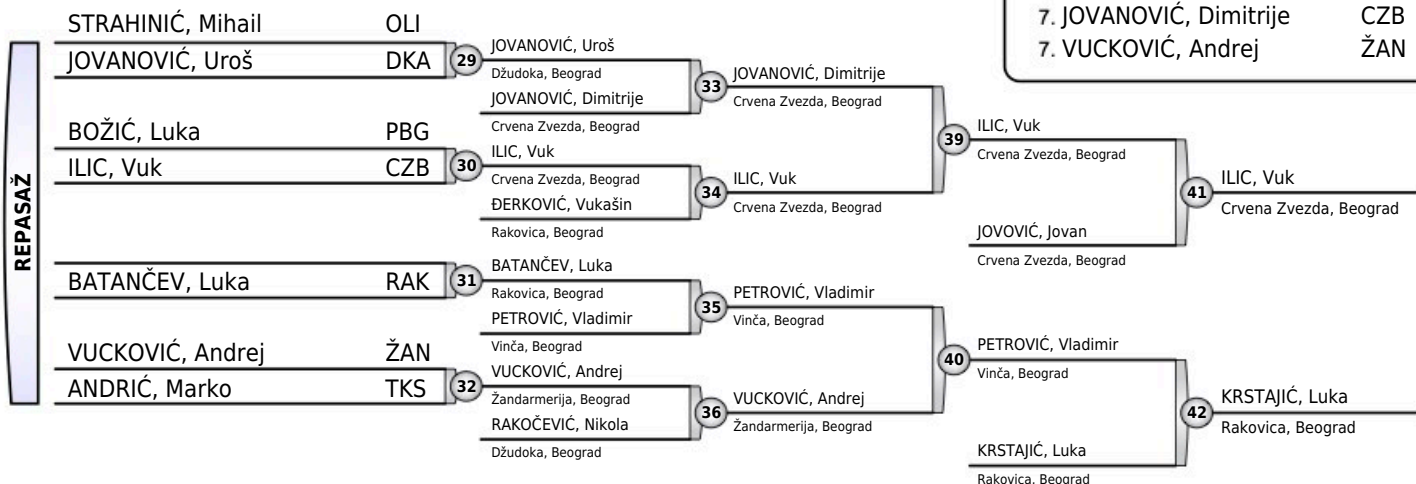 7. JOVANOVIĆ, Dimitrije CZB
7. VUCKOVIĆ, Andrej ŽAN
REPASAŽ
STRAHINIĆ, Mihail OLI
JOVANOVIĆ, Uroš DKA
BOŽIĆ, Luka PBG
ILIC, Vuk CZB
BATANČEV, Luka RAK
VUCKOVIĆ, Andrej ŽAN
ANDRIĆ, Marko TKS
29
JOVANOVIĆ, Uroš
Džudoka, Beograd
JOVANOVIĆ, Dimitrije
Crvena Zvezda, Beograd
30
ILIC, Vuk
Crvena Zvezda, Beograd
ĐERKOVIĆ, Vukašin
Rakovica, Beograd
31
BATANČEV, Luka
Rakovica, Beograd
PETROVIĆ, Vladimir
Vinča, Beograd
32
VUCKOVIĆ, Andrej
Žandarmerija, Beograd
RAKOČEVIĆ, Nikola
Džudoka, Beograd
33
JOVANOVIĆ, Dimitrije
Crvena Zvezda, Beograd
34
ILIC, Vuk
Crvena Zvezda, Beograd
35
PETROVIĆ, Vladimir
Vinča, Beograd
36
VUCKOVIĆ, Andrej
Žandarmerija, Beograd
39
ILIC, Vuk
Crvena Zvezda, Beograd
JOVOVIĆ, Jovan
Crvena Zvezda, Beograd
40
PETROVIĆ, Vladimir
Vinča, Beograd
KRSTAJIĆ, Luka
Rakovica, Beograd
41
ILIC, Vuk
Crvena Zvezda, Beograd
42
KRSTAJIĆ, Luka
Rakovica, Beograd